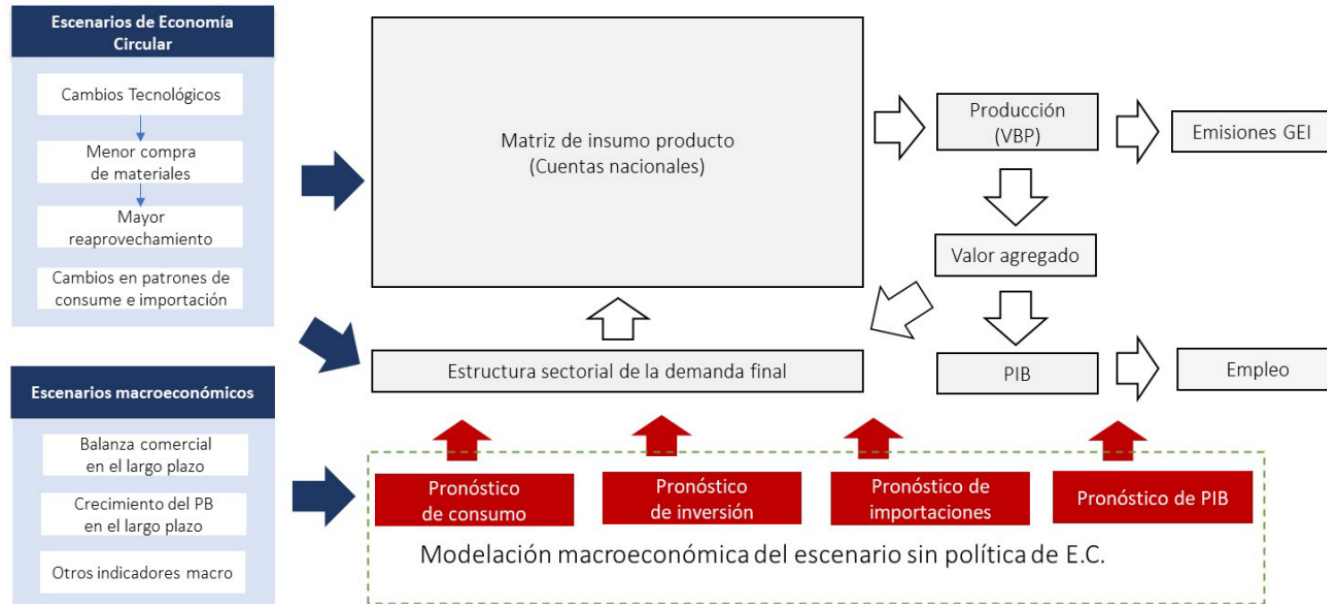 Escenarios de Economía
Circular
Cambios Tecnológicos
Menor compra
de materiales
Mayor
reaprovechamiento
Cambios en patrones de
consume e importación
Matriz de insumo producto
(Cuentas nacionales)
Producción
(VBP)
Emisiones GEI
Valor agregado
Estructura sectorial de la demanda final
PIB
Empleo
Escenarios macroeconómicos
Balanza comercial
en el largo plazo
Crecimiento del PB
en el largo plazo
Otros indicadores macro
Pronóstico
de consumo
Pronóstico
de inversión
Pronóstico de
importaciones
Pronóstico de PIB
Modelación macroeconómica del escenario sin política de E.C.